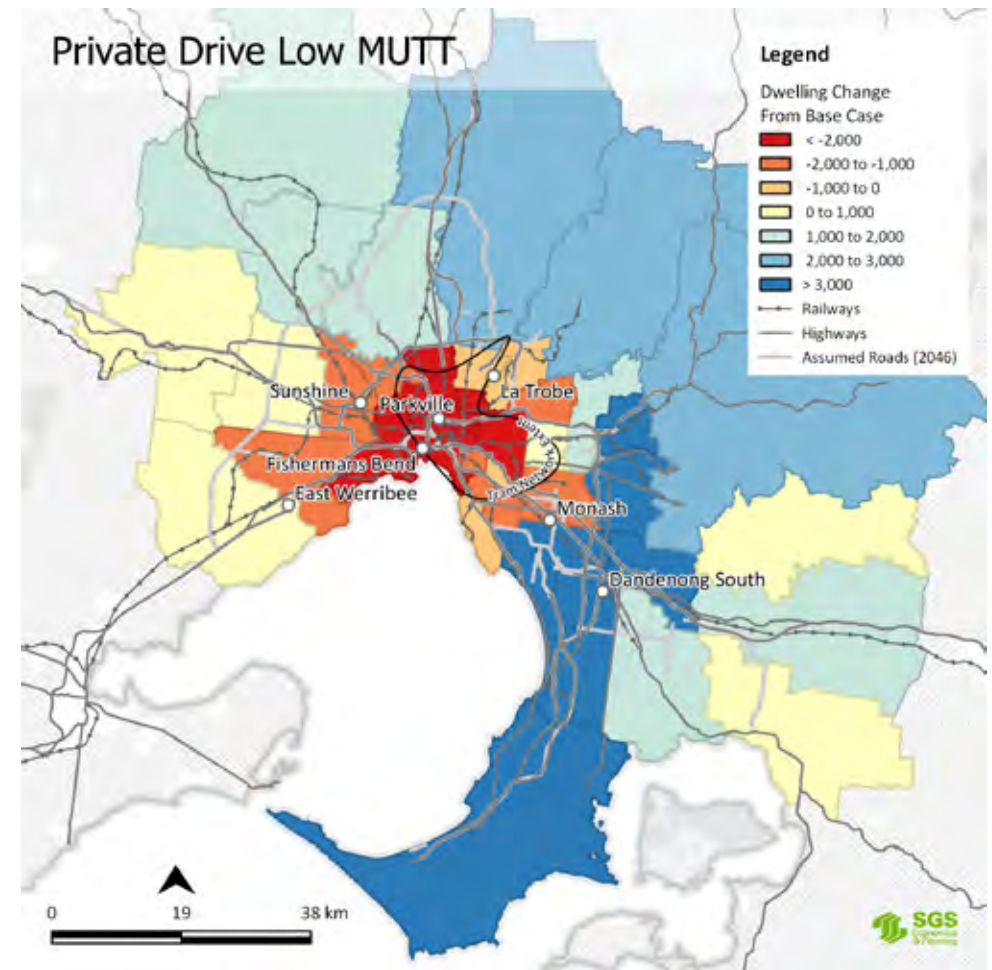 Private Drive Low MUTT
Legend
Dwelling Change
From Base Case
< -2,000
-2,000 to -1,000
-1,000 to 0
0 to 1,000
1,000 to 2,000
2,000 to 3,000
> 3,000
Railways
Highways
Assumed Roads (2046)
Sunshine
Parkville
La Trobe
Fishermans Bend
Tram Network Extent
East Werribee
Monash
Dandenong South
0 19 38 km
SGS
Economics
& Planning